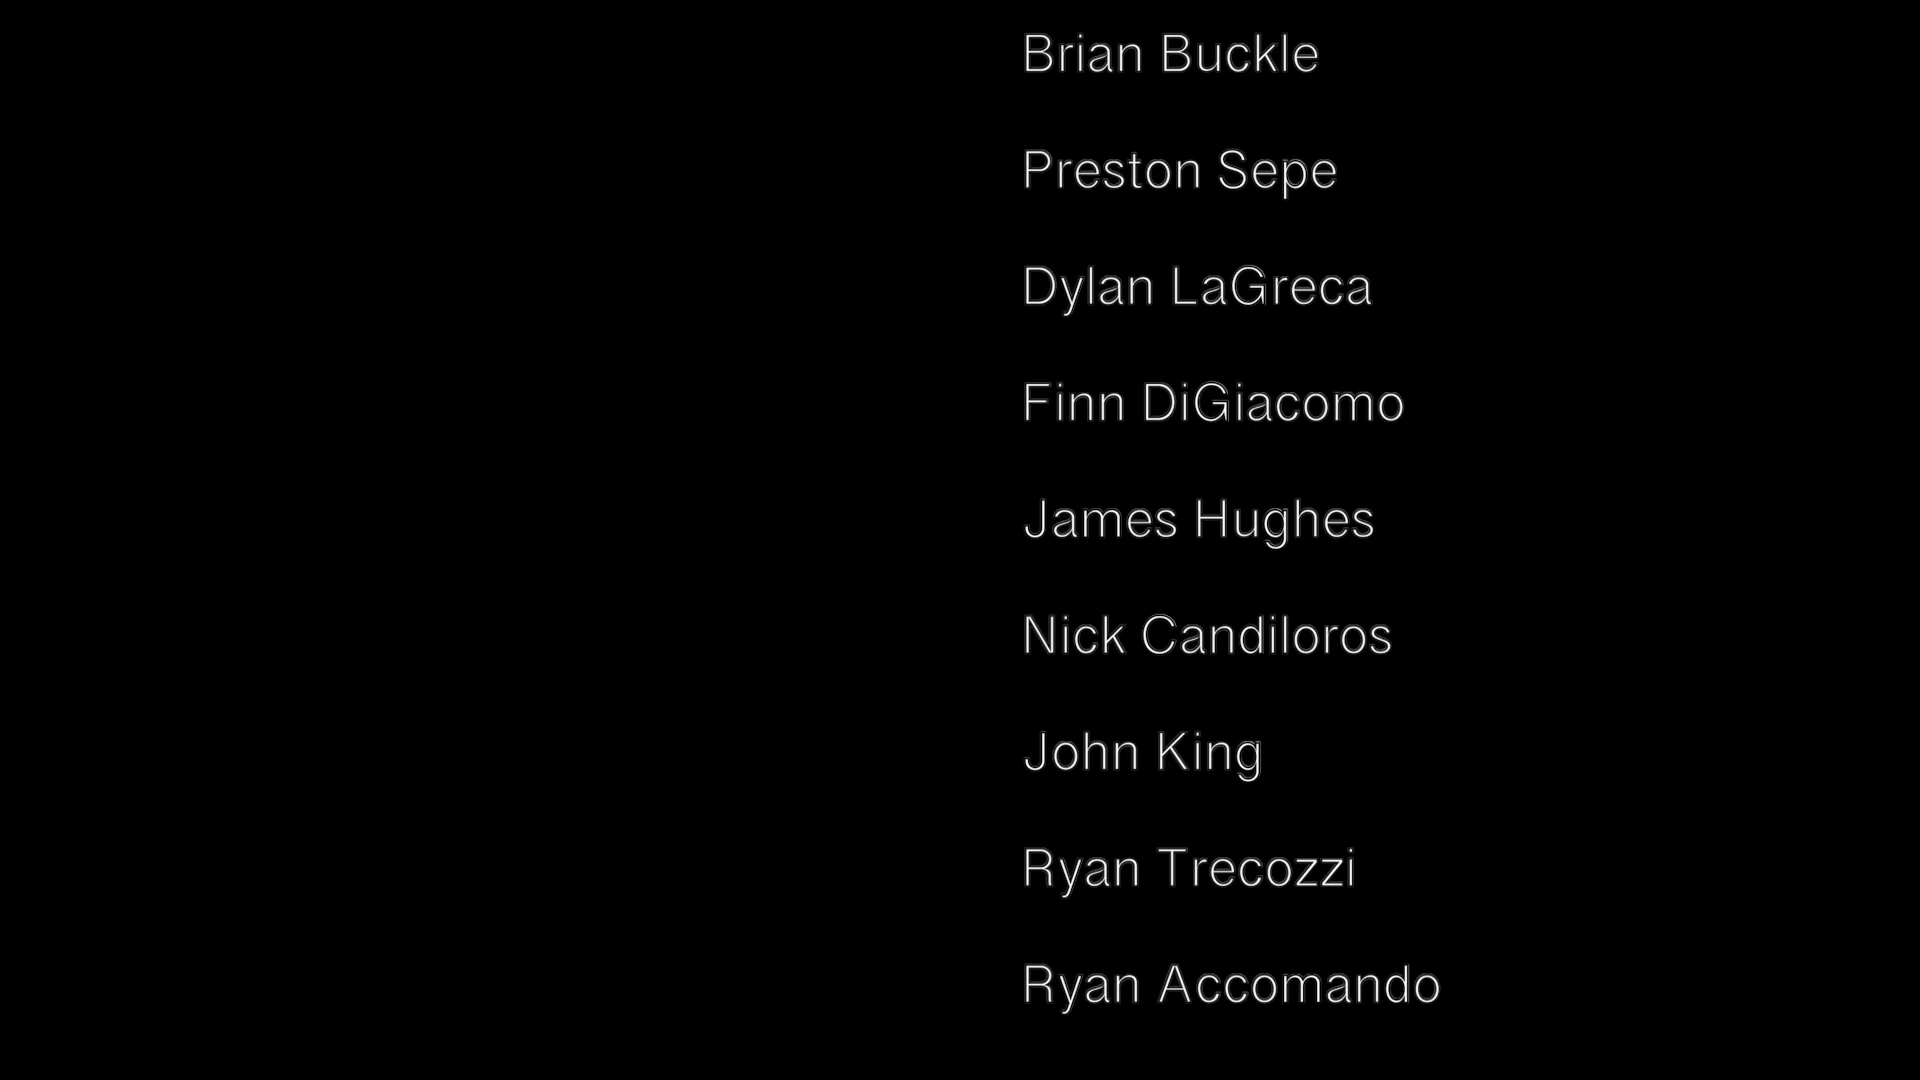 Brian Buckle
Preston Sepe
Dylan LaGreca
Finn DiGiacomo
James Hughes
Nick Candiloros
John King
Ryan Trecozzi
Ryan Accomando